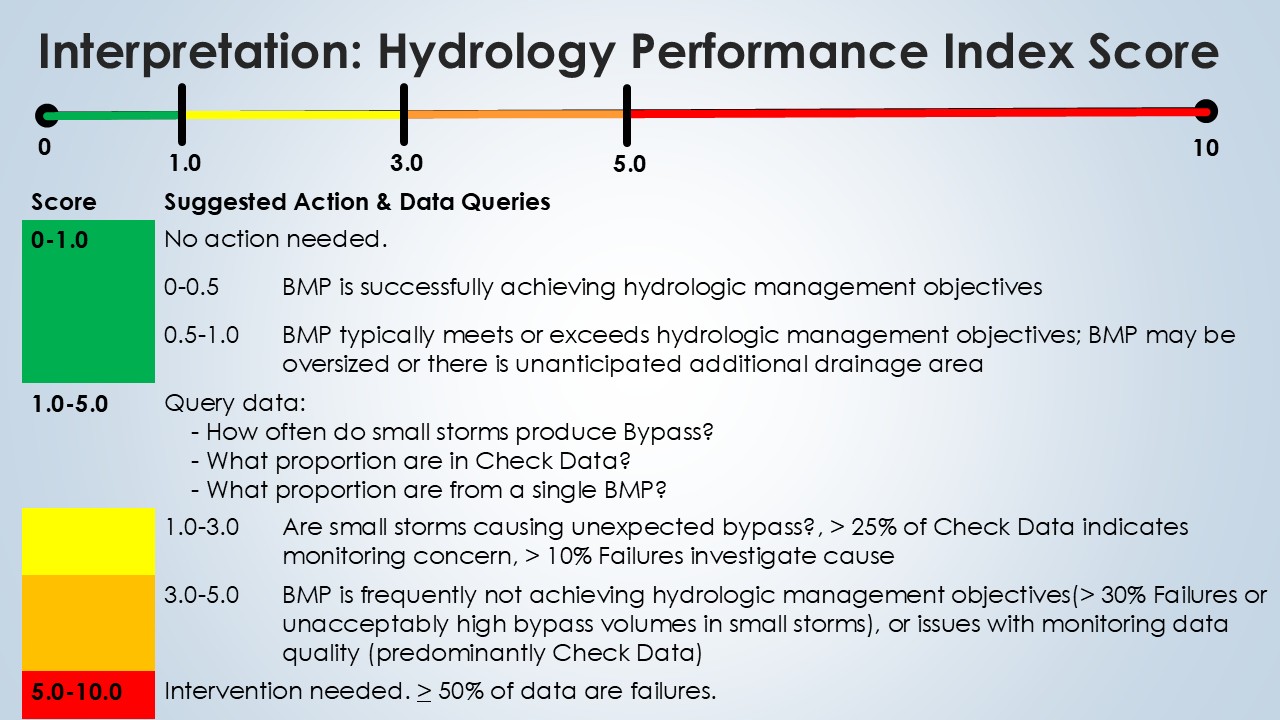 Interpretation: Hydrology Performance Index Score
0
1.0
3.0
5.0
10
Score Suggested Action & Data Queries
0-1.0 No action needed.
0-0.5 BMP is successfully achieving hydrologic management objectives
0.5-1.0 BMP typically meets or exceeds hydrologic management objectives; BMP may be
oversized or there is unanticipated additional drainage area
1.0-5.0 Query data:
- How often do small storms produce Bypass?
- What proportion are in Check Data?
- What proportion are from a single BMP?
1.0-3.0 Are small storms causing unexpected bypass?, > 25% of Check Data indicates
monitoring concern, > 10% Failures investigate cause
3.0-5.0 BMP is frequently not achieving hydrologic management objectives(> 30% Failures or
unacceptably high bypass volumes in small storms), or issues with monitoring data
quality (predominantly Check Data)
5.0-10.0 Intervention needed. ≥ 50% of data are failures.